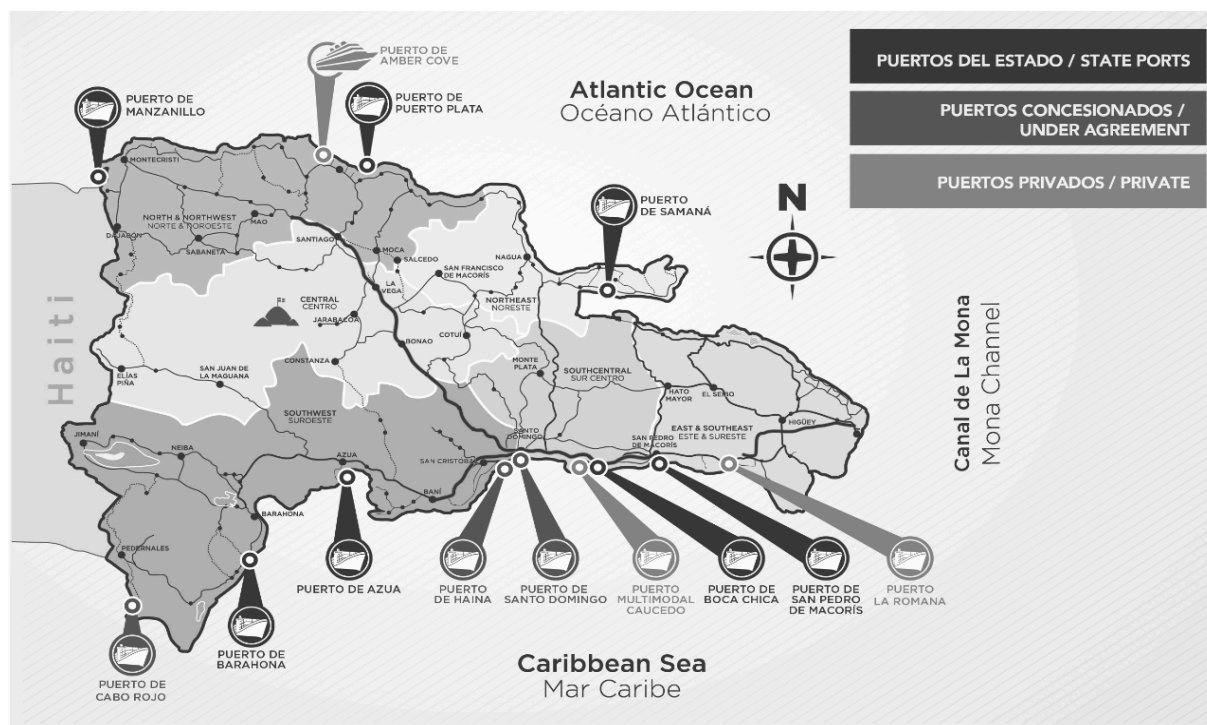 PUERTO DE
AMBER COVE
PUERTO DE
MANZANILLO
PUERTO DE
PUERTO PLATA
Atlantic Ocean
Océano Atlántico
PUERTOS DEL ESTADO / STATE PORTS
PUERTOS CONCESIONADOS /
UNDER AGREEMENT
PUERTOS PRIVADOS / PRIVATE
PUERTO
DE SAMANÁ
N
MONTECRISTI
NORTH & NORTHWEST
NORTE & NOROESTE
MAO
DAJABÓN
SABANETA
SANTIAGO
MOCA
SALCEDO
NAGUA
SAN FRANCISCO
DE MACORÍS
LA
VEGA
NORTHEAST
NORESTE
CENTRAL
CENTRO
JARABACOA
COTUÍ
BONAO
CONSTANZA
MONTE
PLATA
SOUTHCENTRAL
SUR CENTRO
ELÍAS
PIÑA
SAN JUAN DE
LA MAGUANA
HATO
MAYOR
EL SEIBO
Haiti
SOUTHWEST
SUROESTE
HIGÜEY
EAST & SOUTHEAST
ESTE & SURESTE
SANTO
DOMINGO
SAN PEDRO
DE MACORÍS
JIMANÍ
NEIBA
AZUA
SAN CRISTÓBAL
BANÍ
BARAHONA
PEDERNALES
Canal de La Mona
Mona Channel
PUERTO DE AZUA
PUERTO
DE HAINA
PUERTO DE
SANTO DOMINGO
PUERTO
MULTIMODAL
CAUCEDO
PUERTO DE
BOCA CHICA
PUERTO DE
SAN PEDRO
DE MACORÍS
PUERTO
LA ROMANA
PUERTO DE
BARAHONA
PUERTO DE
CABO ROJO
Caribbean Sea
Mar Caribe